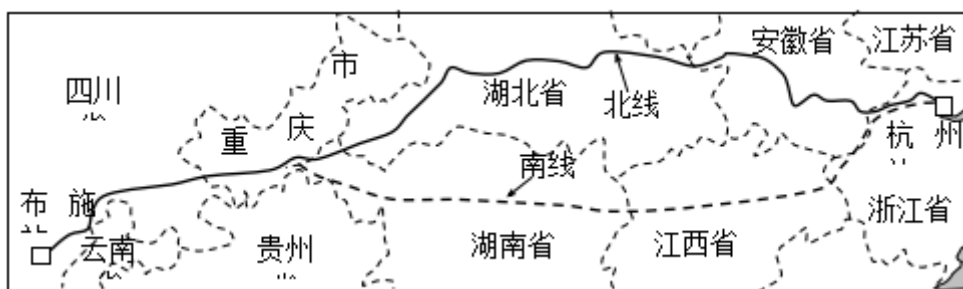 安徽省
江苏省
市
四川
湖北省
北线
重
庆
杭 州
南线
布 施
浙江省
云南
贵州
湖南省
江西省